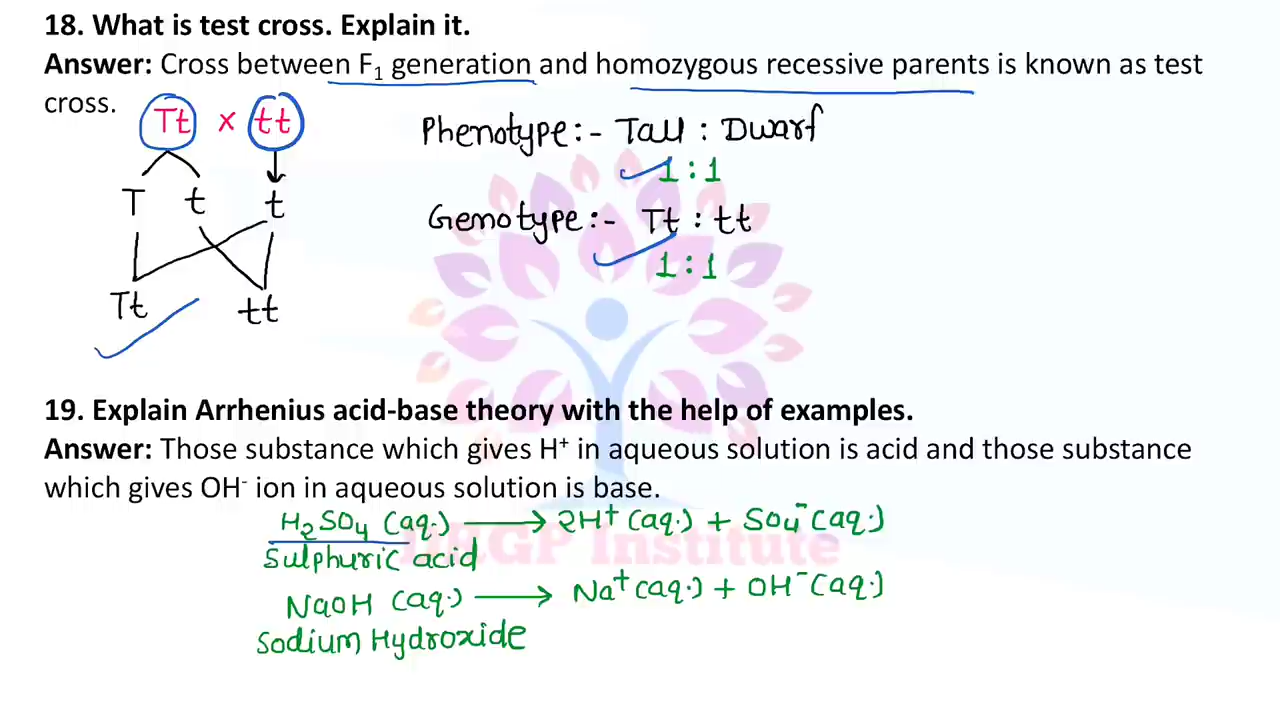 18. What is test cross. Explain it.
Answer: Cross between F₁ generation and homozygous recessive parents is known as test
cross.
Tt × tt
Phenotype:- Tall : Dwarf
1:1
T t t
Genotype:- Tt : tt
1:1
Tt tt
19. Explain Arrhenius acid-base theory with the help of examples.
Answer: Those substance which gives H⁺ in aqueous solution is acid and those substance
which gives OH⁻ ion in aqueous solution is base.
H₂SO₄ (aq.) → 2H⁺ (aq.) + SO₄⁻ (aq.)
Sulphuric acid
NaOH (aq.) → Na⁺ (aq.) + OH⁻ (aq.)
Sodium Hydroxide
Institute